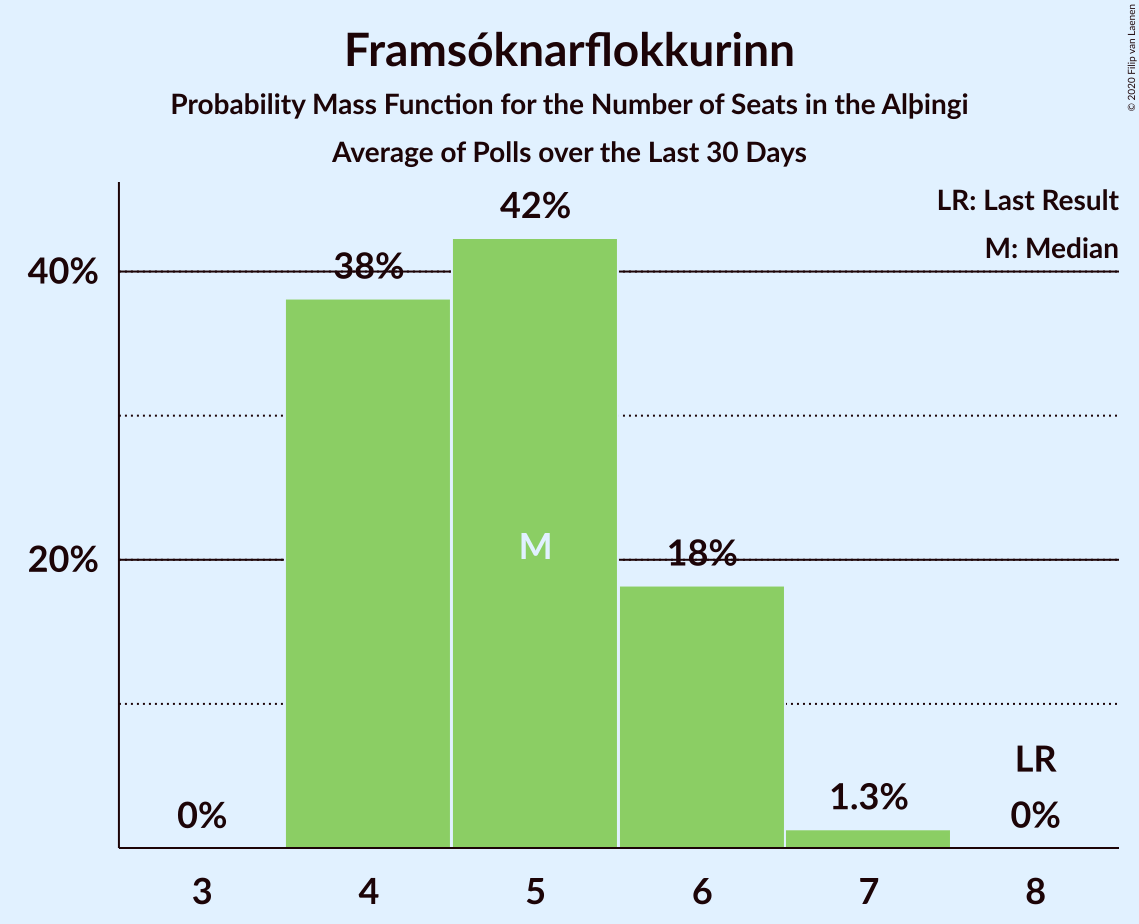 Framsóknarflokkurinn
Probability Mass Function for the Number of Seats in the Alþingi
Average of Polls over the Last 30 Days
© 2020 Filip van Laenen
LR: Last Result
M: Median
42%
40%
38%
M
20%
18%
LR
1.3%
0%
0%
3 4 5 6 7 8